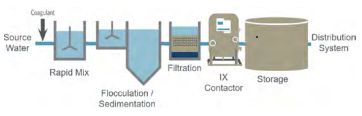 Coagulant
Source
Water
Rapid Mix
Flocculation /
Sedimentation
Filtration
IX
Contactor
Storage
Distribution
System